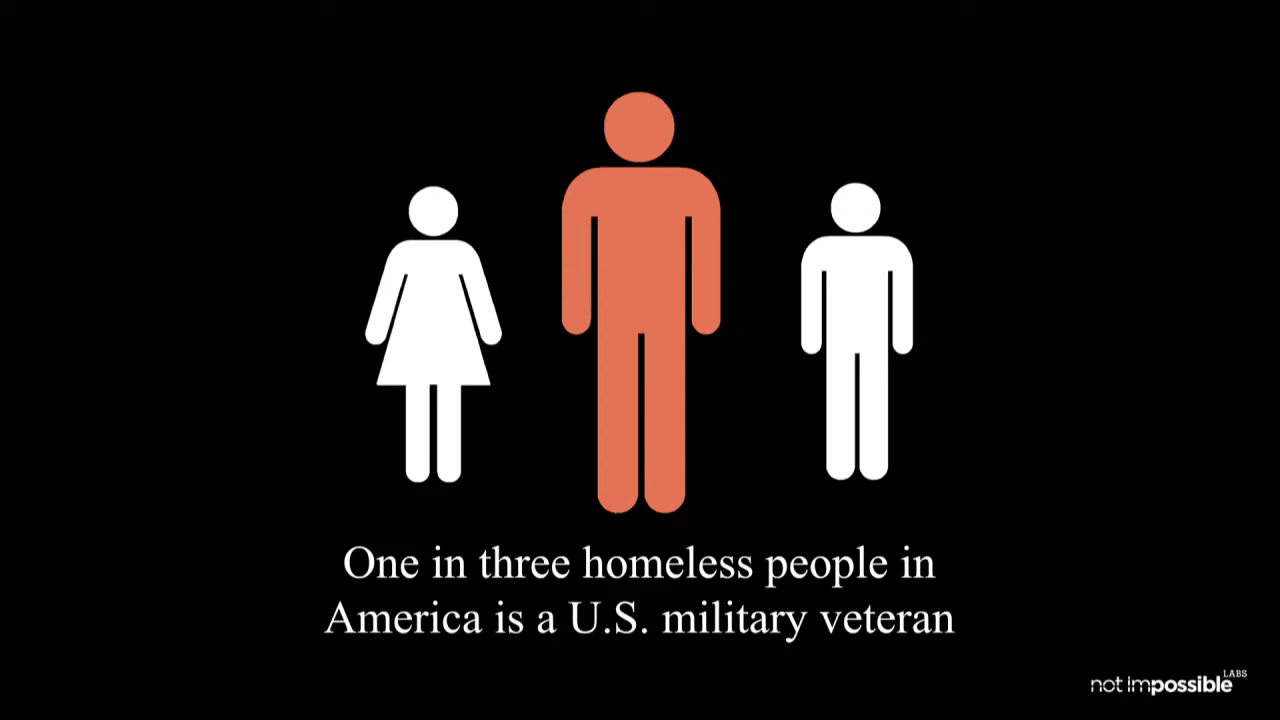 One in three homeless people in
America is a U.S. military veteran
not impossible LABS